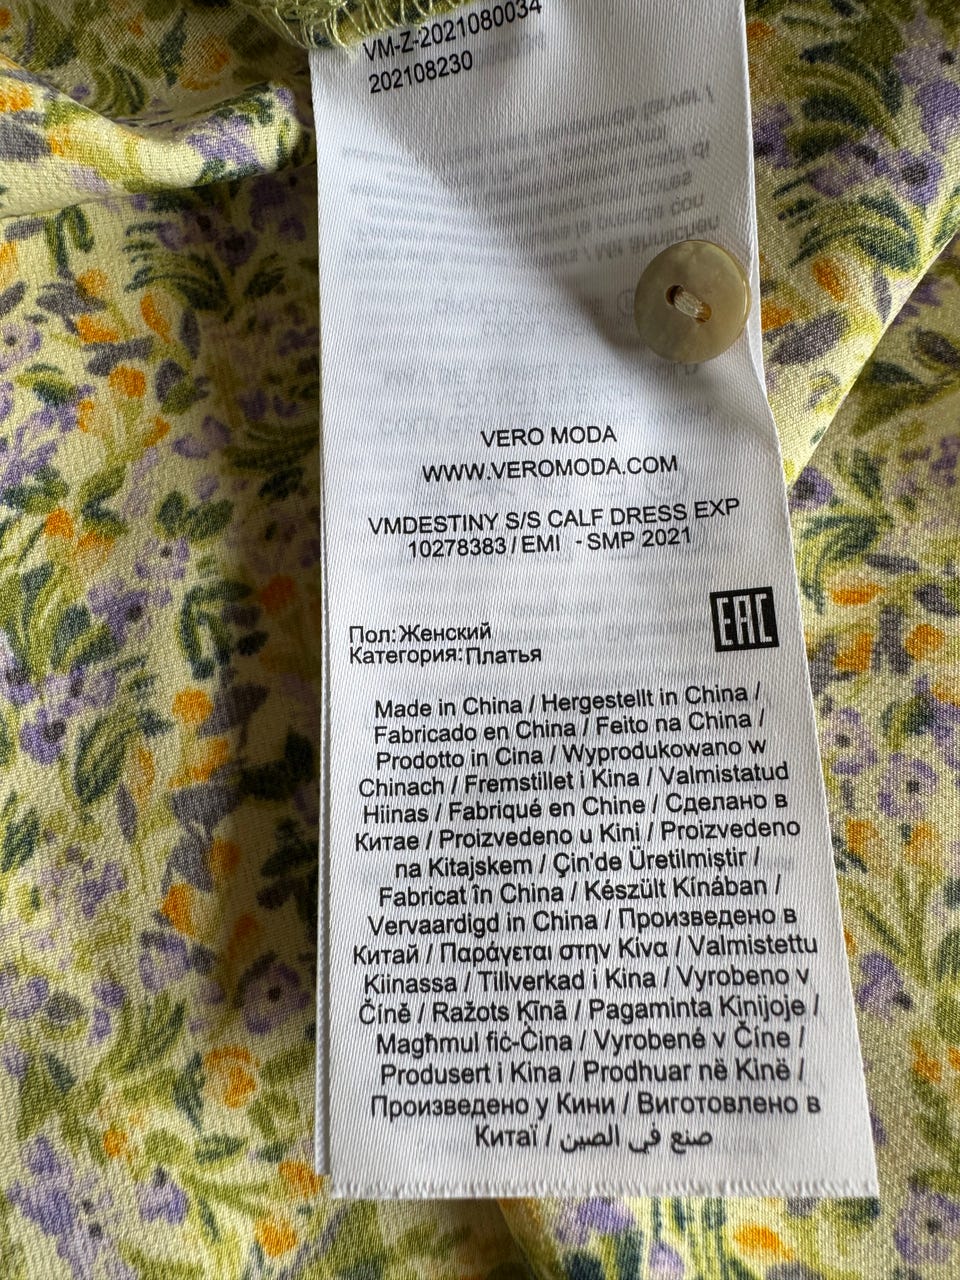 VM-Z-2021080034
202108230
VERO MODA
WWW.VEROMODA.COM
VMDESTINY S/S CALF DRESS EXP
10278383 / EMI - SMP 2021
EAC
Пол: Женский
Категория: Платья
Made in China / Hergestellt in China /
Fabricado en China / Feito na China /
Prodotto in Cina / Wyprodukowano w
Chinach / Fremstillet i Kina / Valmistatud
Hiinas / Fabriqué en Chine / Сделано в
Китае / Proizvedeno u Kini / Proizvedeno
na Kitajskem / Çin'de Üretilmiştir /
Fabricat în China / Készült Kínában /
Vervaardigd in China / Произведено в
Китай / Παράγεται στην Κίνα / Valmistettu
Kiinassa / Tillverkad i Kina / Vyrobeno v
Číně / Ražots Ķīnā / Pagaminta Kinijoje /
Magħmul fiċ-Ċina / Vyrobené v Číne /
Produsert i Kina / Prodhuar në Kinë /
Произведено у Кини / Виготовлено в
Китаї / صنع في الصين